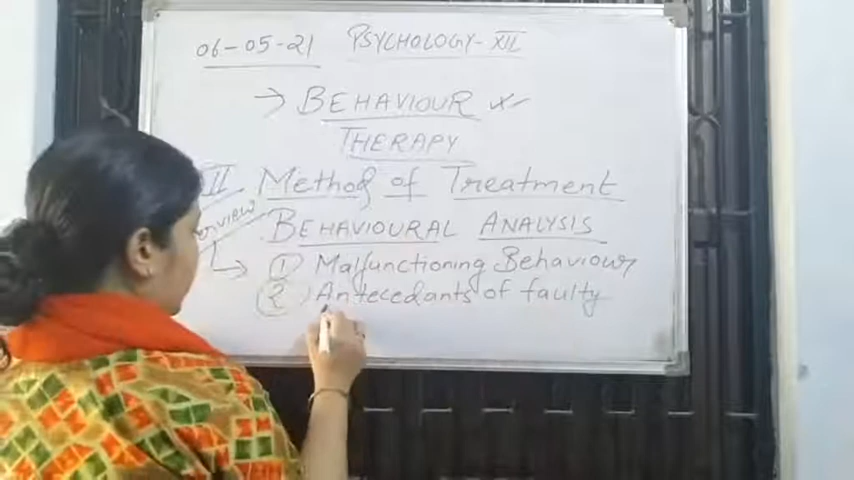 06-05-21 PSYCHOLOGY-XII
→ BEHAVIOUR
THERAPY
II Method of TREATMENT
BEHAVIOURAL ANALYSIS
① Malfunctioning Behaviour
② Antecedants of faulty